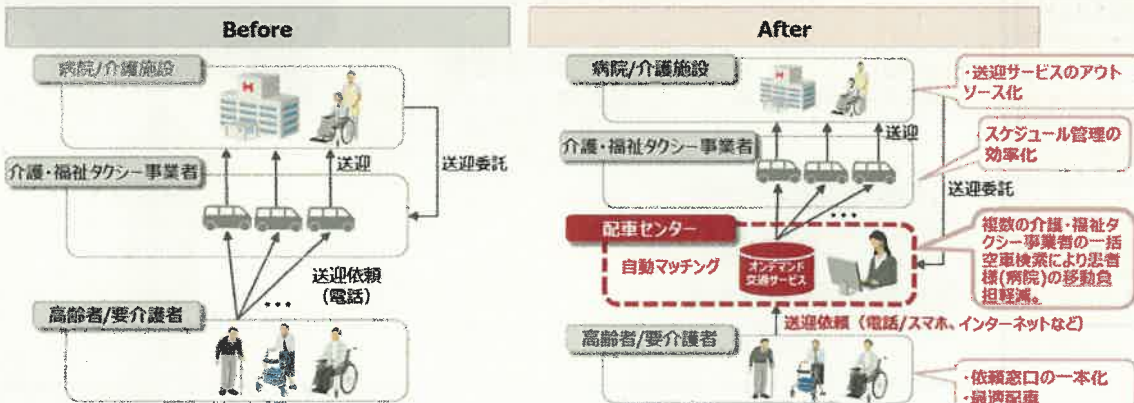 Before
病院/介護施設
介護・福祉タクシー事業者
送迎
送迎委託
送迎依頼
(電話)
・・・
高齢者/要介護者
After
病院/介護施設
・送迎サービスのアウト
ソース化
送迎
介護・福祉タクシー事業者
スケジュール管理の
効率化
送迎委託
・・・
配車センター
自動マッチング
オンデマンド
交通サービス
複数の介護・福祉タ
クシー事業者の一括
空車検索により患者
様(病院)の移動負
担軽減。
送迎依頼(電話/スマホ、インターネットなど)
高齢者/要介護者
・依頼窓口の一本化
・最適配車